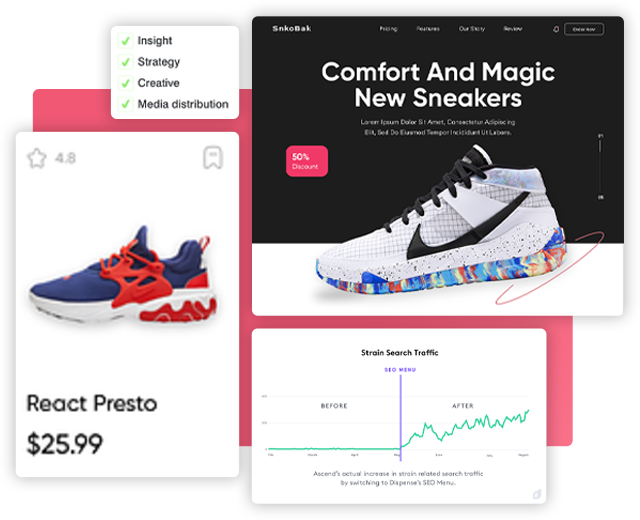 Insight
Strategy
Creative
Media distribution
SnkoBak
Pricing
Features
Our Story
Review
Order Now
Comfort And Magic
New Sneakers
Lorem Ipsum Dolor Sit Amet, Consectetur Adipiscing
Elit, Sed Do Eiusmod Tempor Incididunt Ut Labore.
50%
Discount
01
05
4.8
React Presto
$25.99
Strain Search Traffic
SEO MENU
BEFORE
AFTER
April
August
Ascend's actual increase in strain related search traffic
by switching to Dispense's SEO Menu.